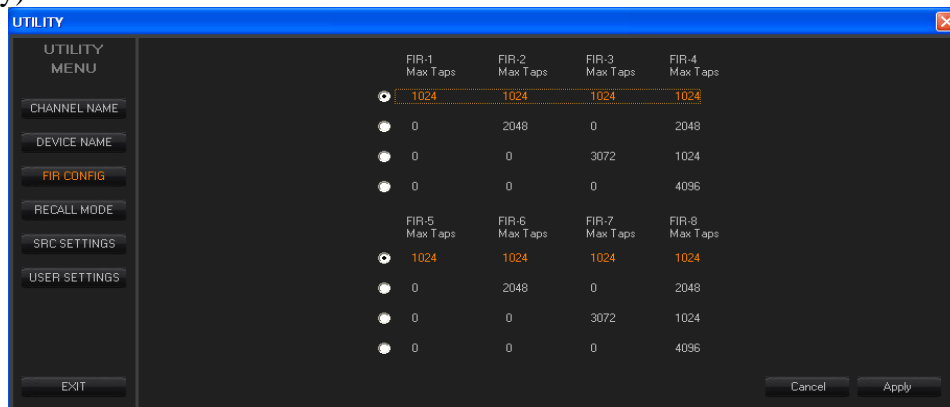 y)
UTILITY
UTILITY
MENU
CHANNEL NAME
DEVICE NAME
FIR CONFIG
RECALL MODE
SRC SETTINGS
USER SETTINGS
EXIT
FIR-1 FIR-2 FIR-3 FIR-4
Max Taps Max Taps Max Taps Max Taps
1024 1024 1024 1024
0 2048 0 2048
0 0 3072 1024
0 0 0 4096
FIR-5 FIR-6 FIR-7 FIR-8
Max Taps Max Taps Max Taps Max Taps
1024 1024 1024 1024
0 2048 0 2048
0 0 3072 1024
0 0 0 4096
Cancel Apply